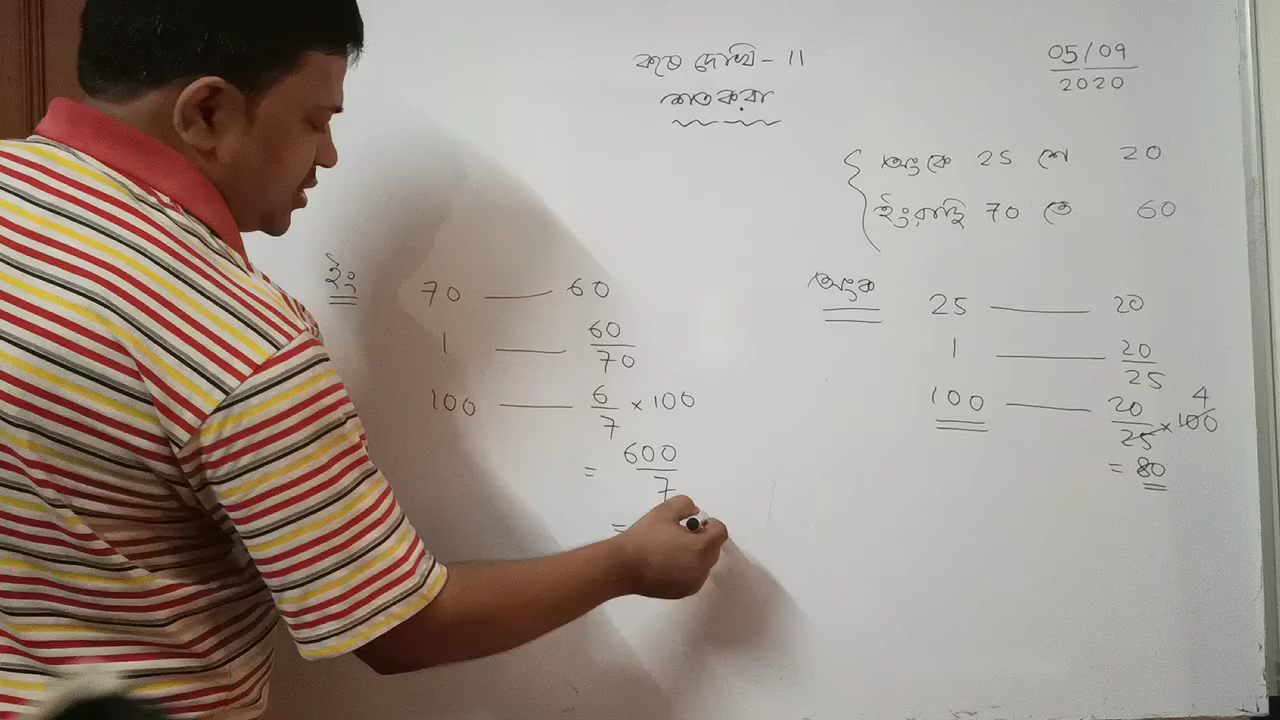 কষে দেখি - 11
শতকরা
05/09
2020
অঙ্কে 25 শে 20
ইংরাজি 70 তে 60
ইং
70 — 60
1 — 60/70
100 — 6/7 × 100
= 600/7
=
অঙ্ক
25 — 20
1 — 20/25
100 — 20/25 × 100 4
= 80